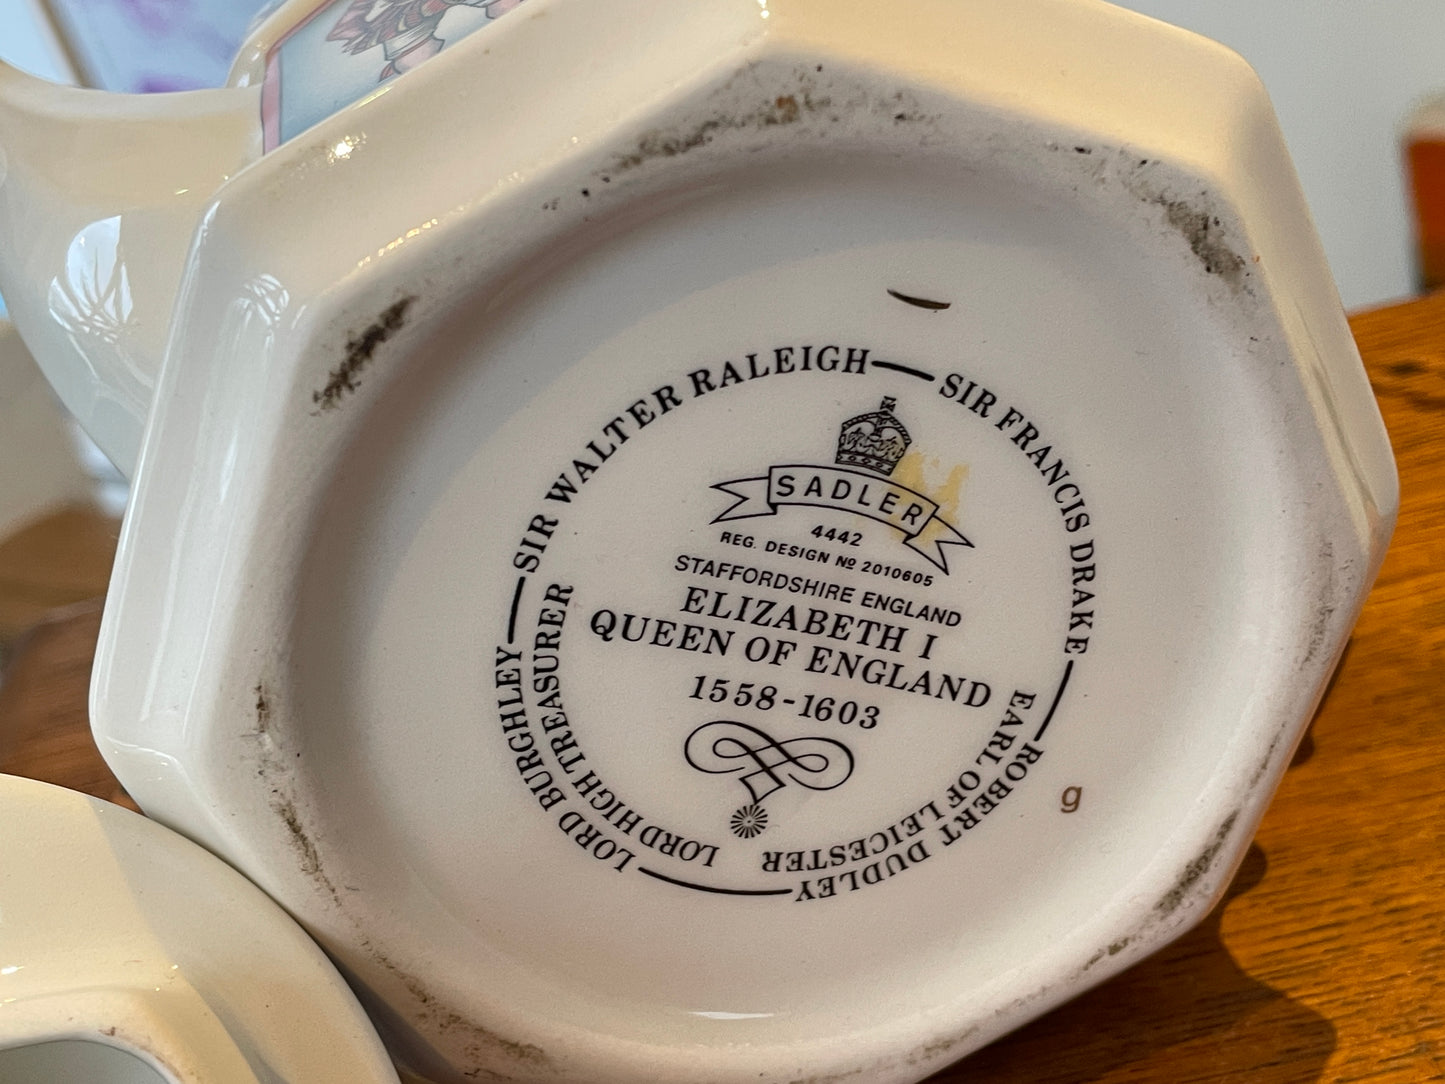 SIR WALTER RALEIGH
SIR FRANCIS DRAKE
ROBERT DUDLEY
EARL OF LEICESTER
LORD BURGHLEY
LORD HIGH TREASURER
SADLER
4442
REG. DESIGN Nº 2010605
STAFFORDSHIRE ENGLAND
ELIZABETH I
QUEEN OF ENGLAND
1558-1603
g